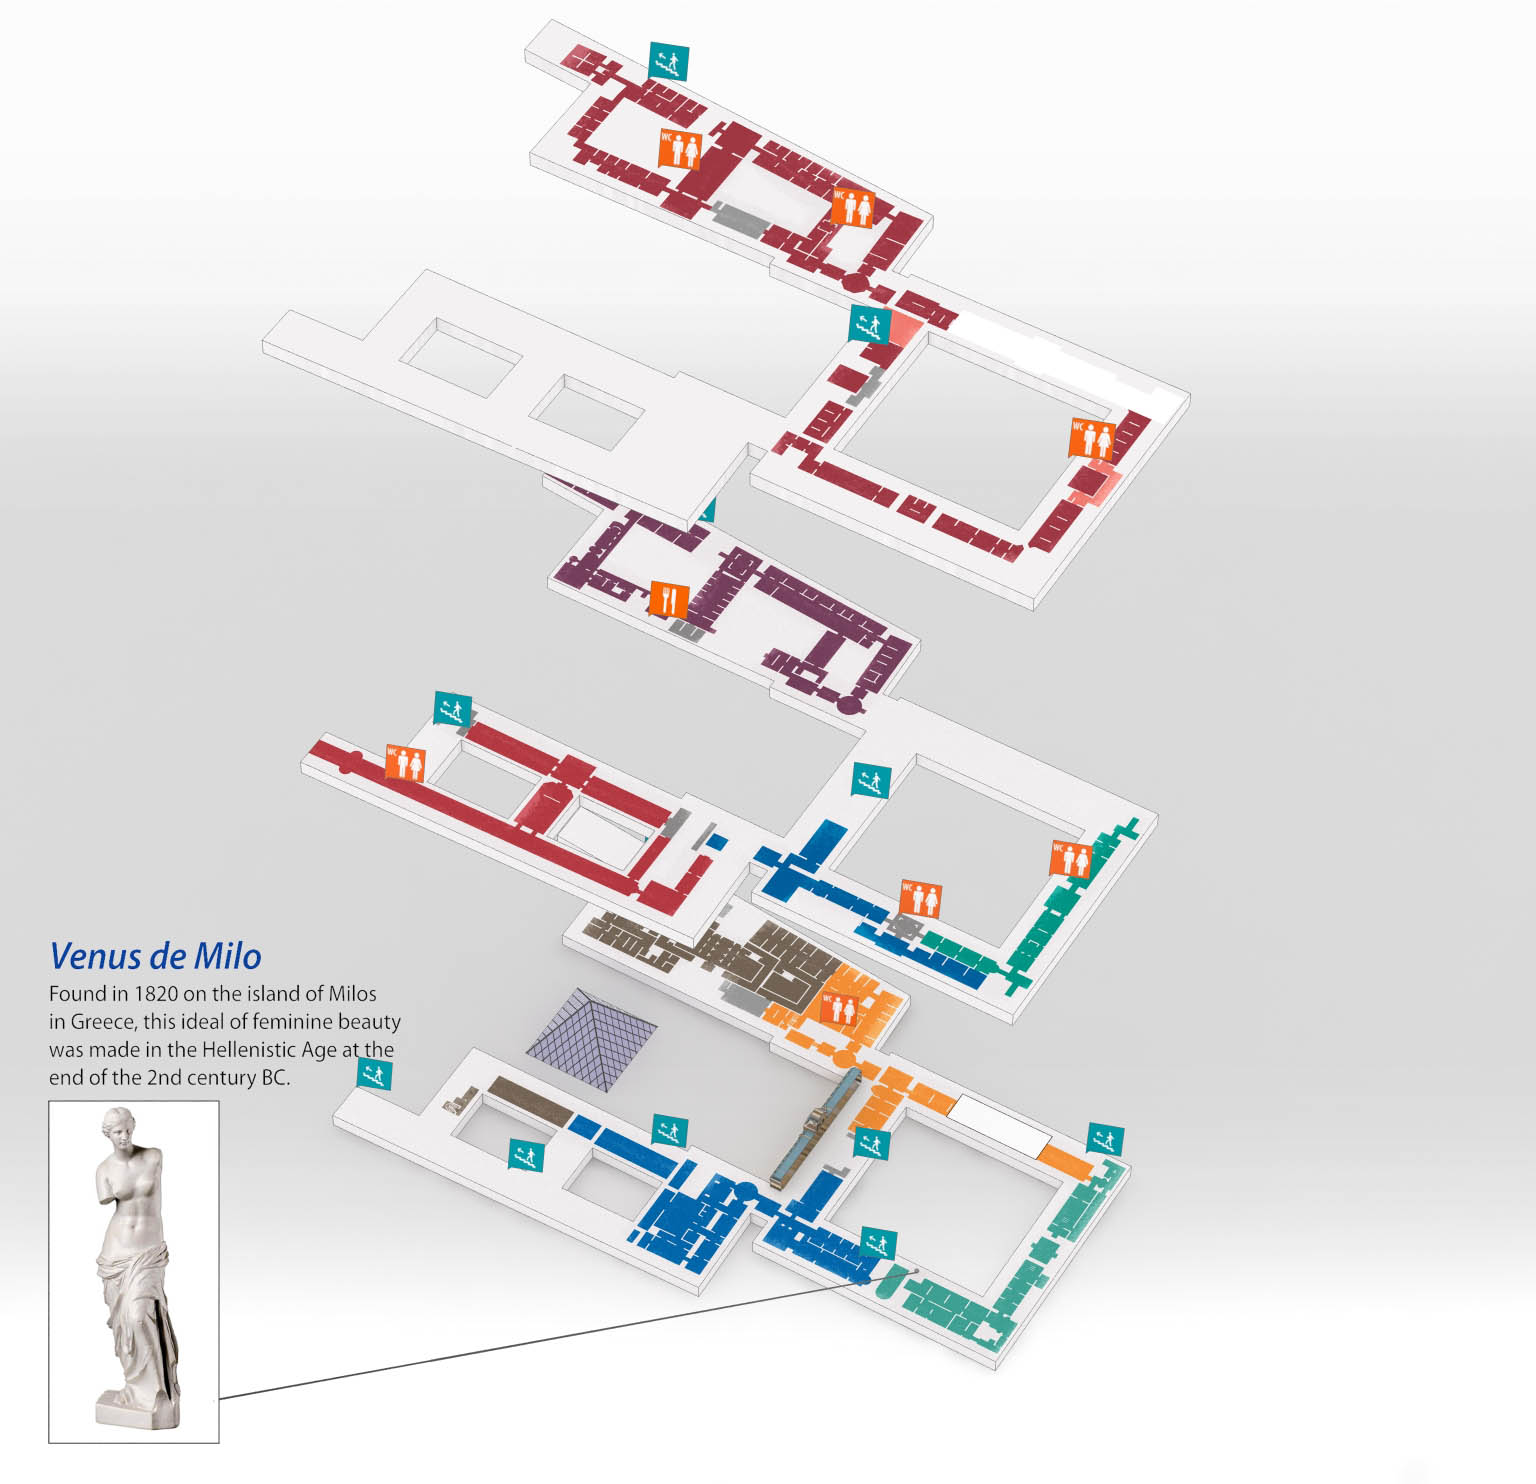 WC
WC
WC
WC
WC
WC
WC
Venus de Milo
Found in 1820 on the island of Milos
in Greece, this ideal of feminine beauty
was made in the Hellenistic Age at the
end of the 2nd century BC.